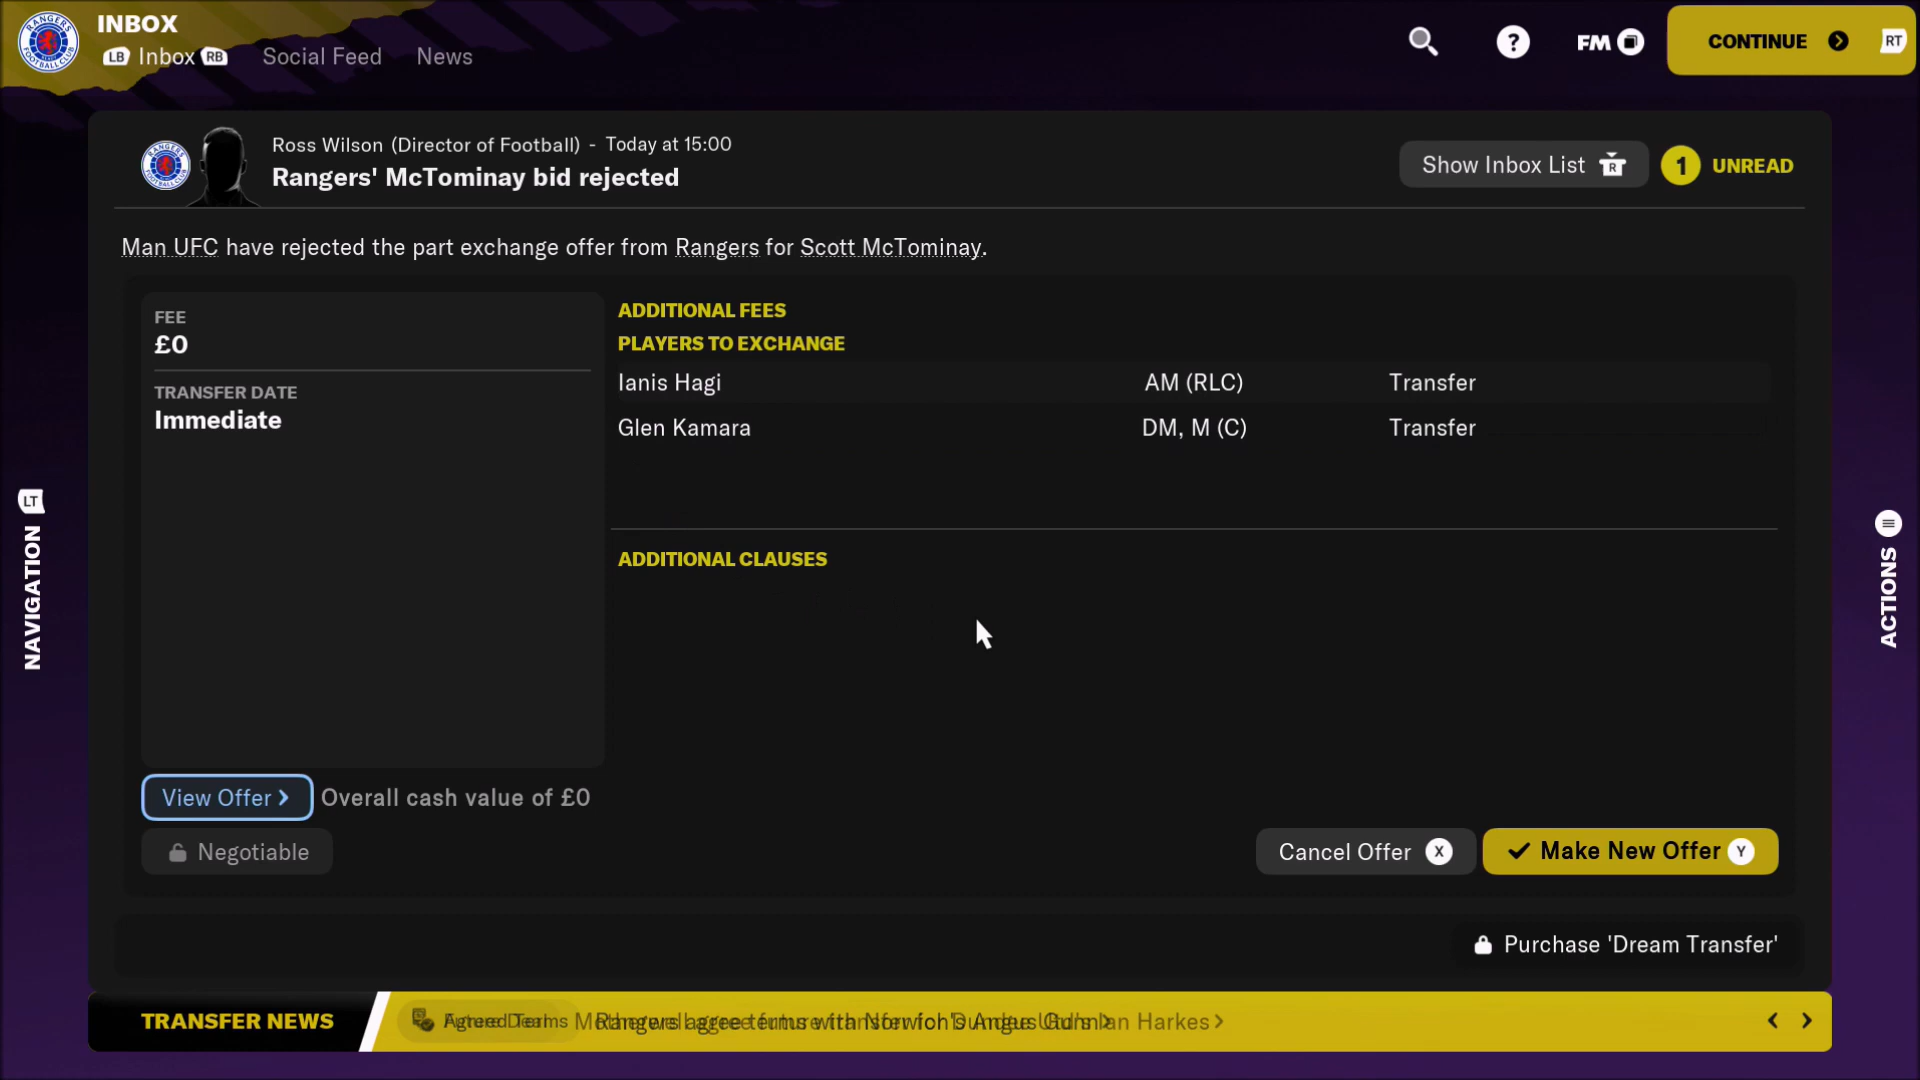 INBOX
LB Inbox RB Social Feed News
? FM CONTINUE RT
Ross Wilson (Director of Football) - Today at 15:00
Rangers' McTominay bid rejected
Show Inbox List R 1 UNREAD
Man UFC have rejected the part exchange offer from Rangers for Scott McTominay.
FEE
£0
TRANSFER DATE
Immediate
ADDITIONAL FEES
PLAYERS TO EXCHANGE
Ianis Hagi AM (RLC) Transfer
Glen Kamara DM, M (C) Transfer
ADDITIONAL CLAUSES
LT
NAVIGATION
ACTIONS
View Offer Overall cash value of £0
Negotiable
Cancel Offer X Make New Offer Y
Purchase 'Dream Transfer'
TRANSFER NEWS